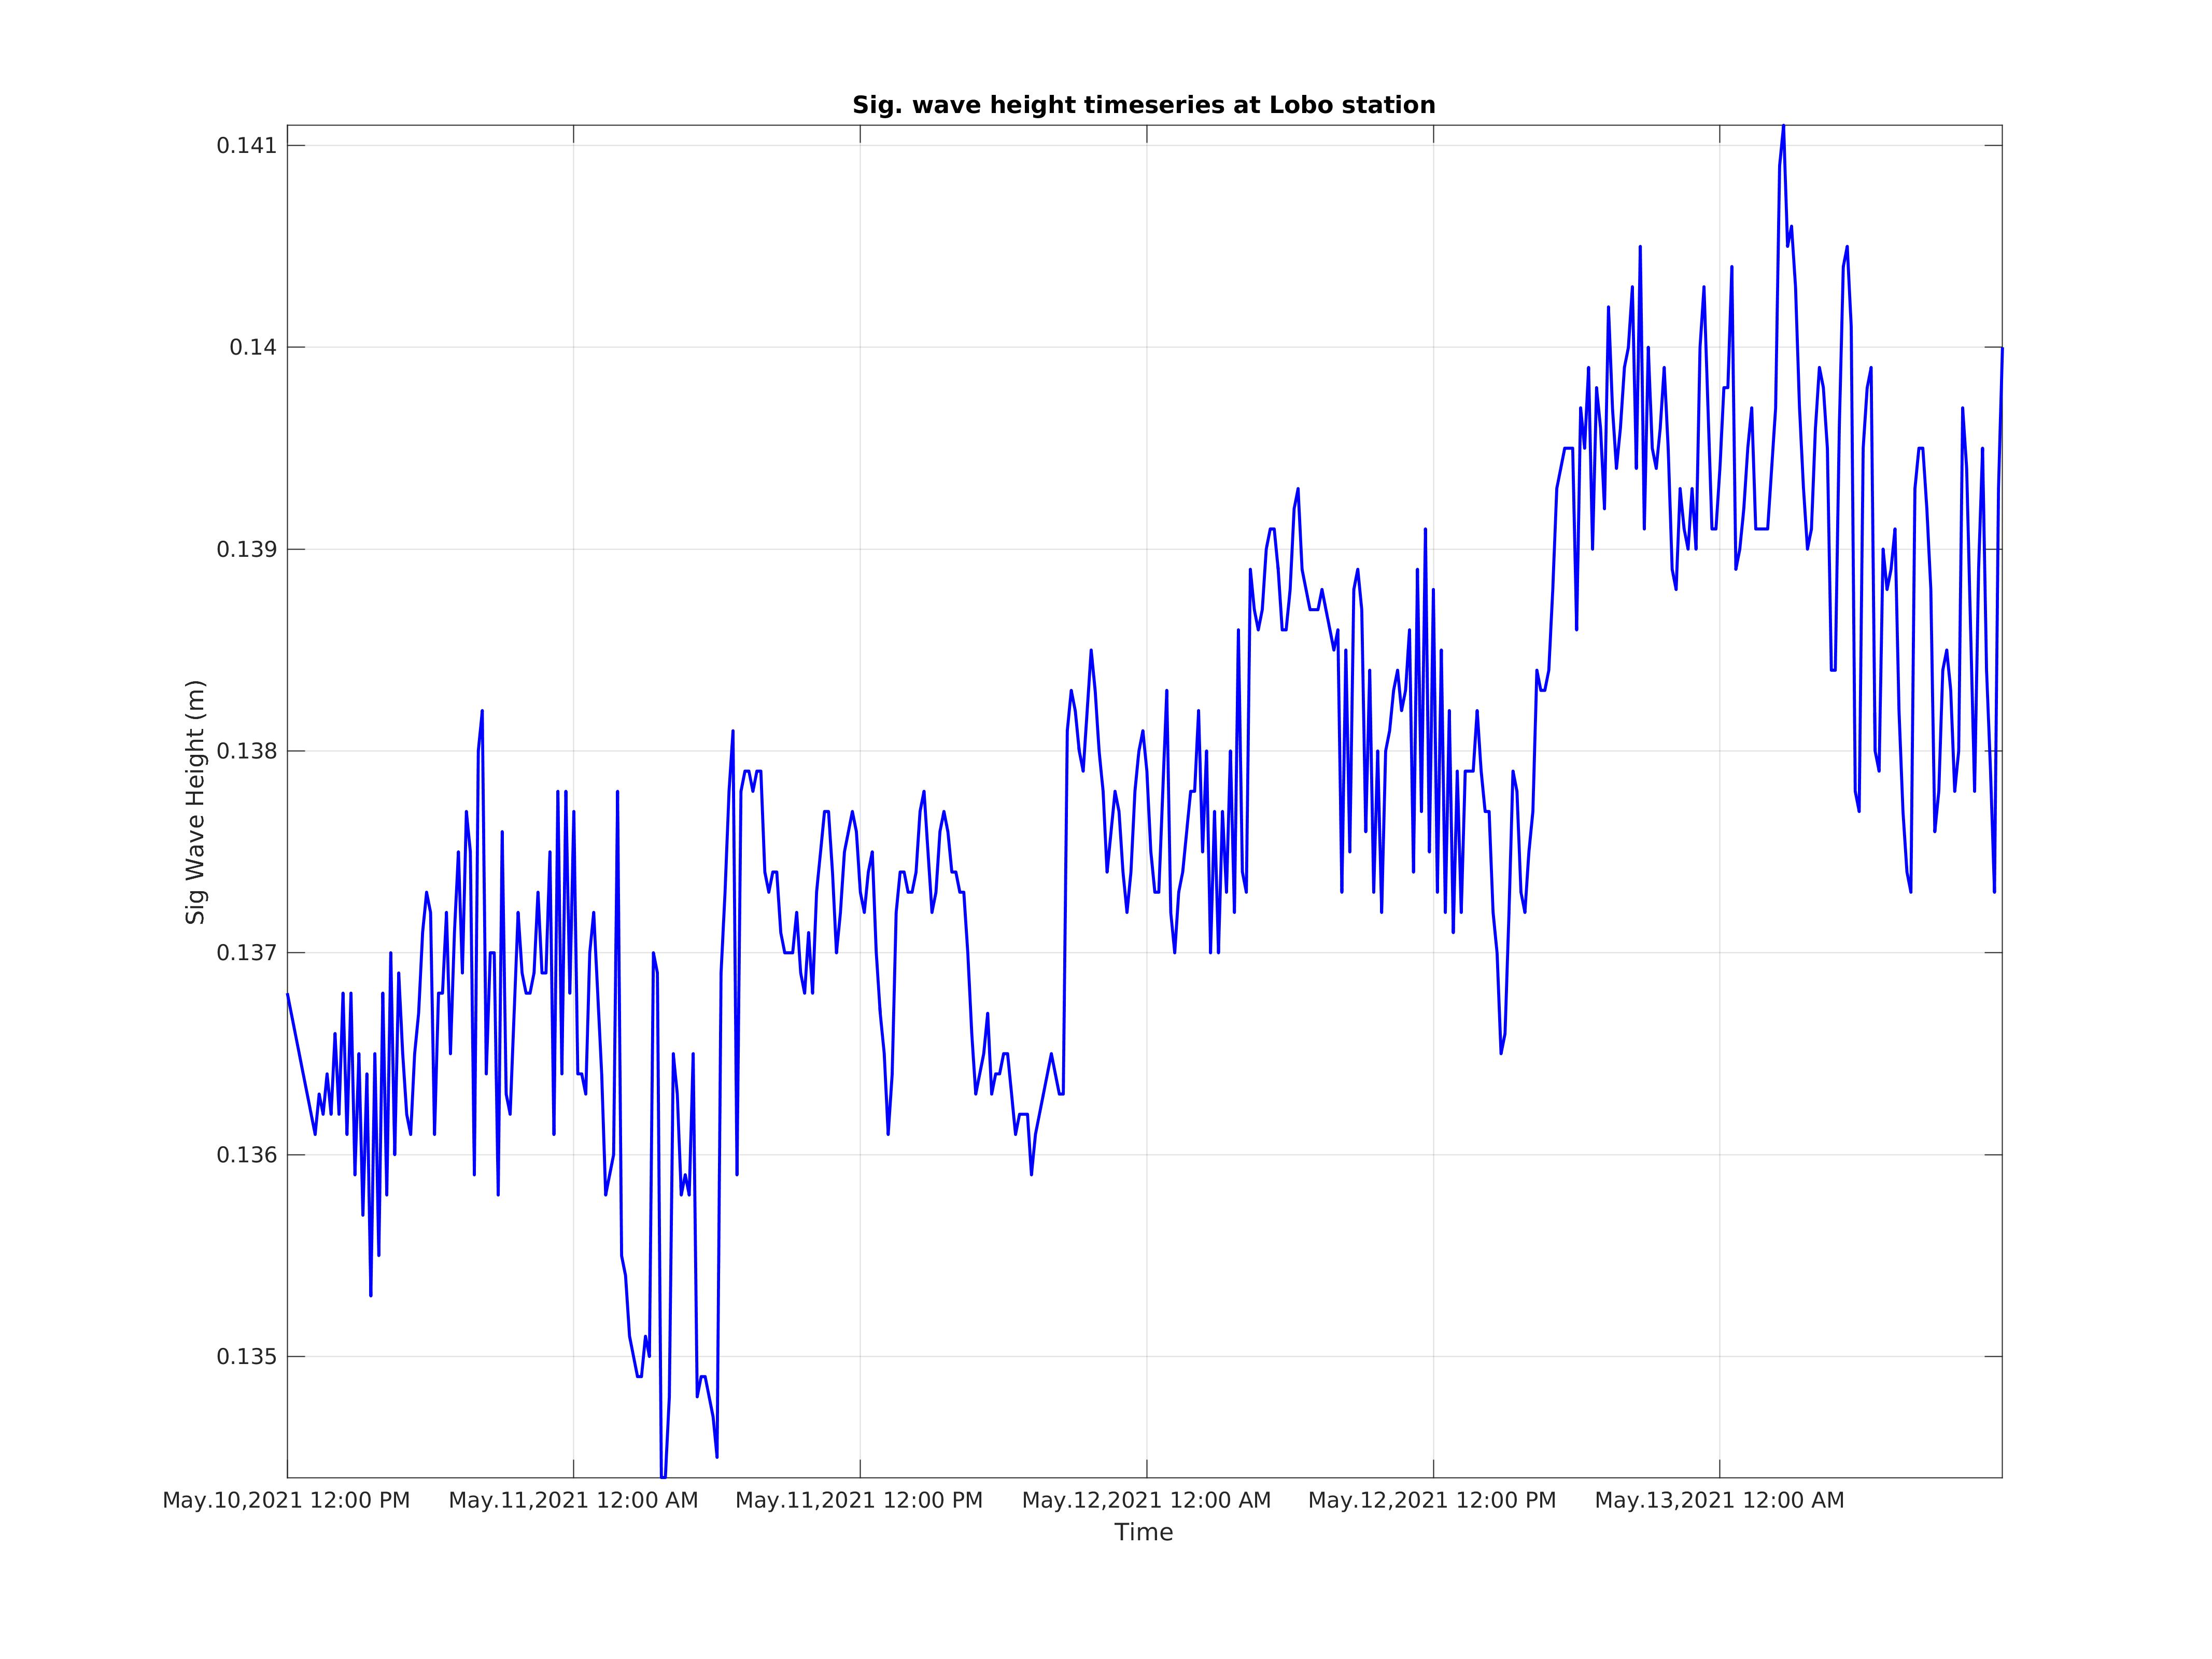 Sig. wave height timeseries at Lobo station
0.141
0.14
0.139
0.138
0.137
0.136
0.135
Sig Wave Height (m)
May.10,2021 12:00 PM
May.11,2021 12:00 AM
May.11,2021 12:00 PM
May.12,2021 12:00 AM
May.12,2021 12:00 PM
May.13,2021 12:00 AM
Time